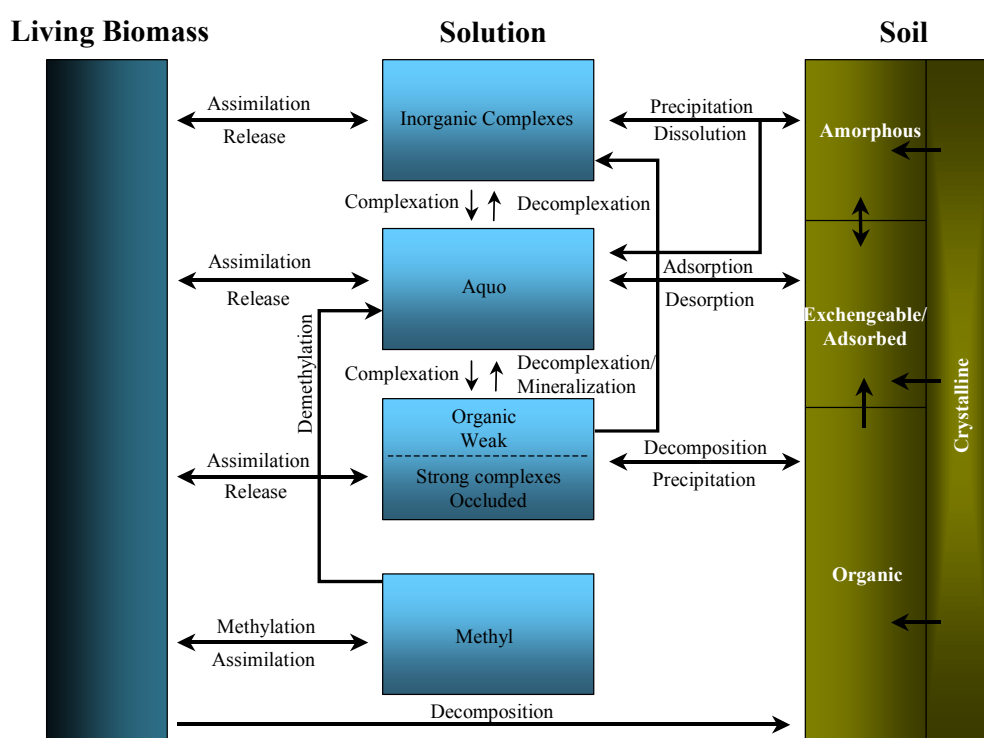 Living Biomass
Solution
Soil
Assimilation
Release
Inorganic Complexes
Precipitation
Dissolution
Amorphous
Complexation
Decomplexation
Assimilation
Release
Aquo
Adsorption
Desorption
Exchengeable/
Adsorbed
Demethylation
Complexation
Decomplexation/
Mineralization
Crystalline
Organic
Weak
Strong complexes
Occluded
Assimilation
Release
Decomposition
Precipitation
Organic
Methylation
Assimilation
Methyl
Decomposition